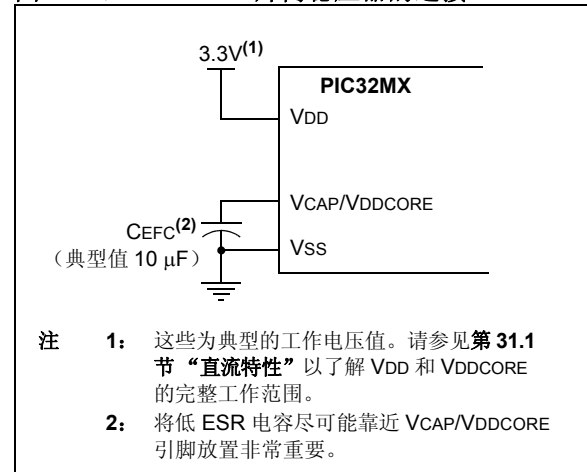 3.3V(1)
PIC32MX
VDD
VCAP/VDDCORE
CEFC(2)
（典型值 10 μF）
VSS
注 1： 这些为典型的工作电压值。请参见第 31.1
节“直流特性”以了解 VDD 和 VDDCORE
的完整工作范围。
2： 将低 ESR 电容尽可能靠近 VCAP/VDDCORE
引脚放置非常重要。